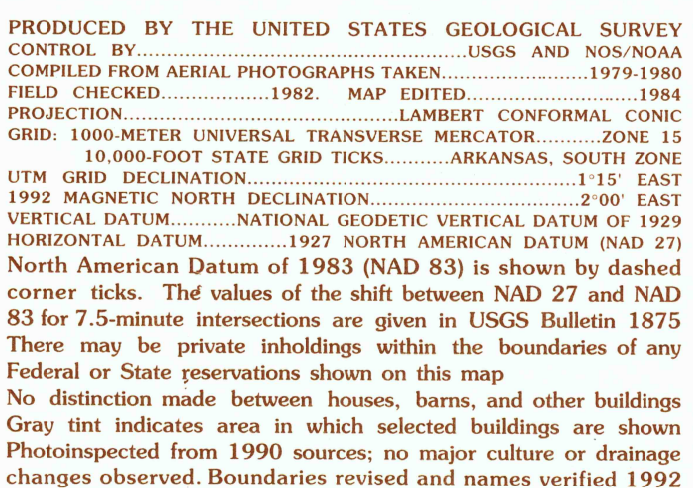 PRODUCED BY THE UNITED STATES GEOLOGICAL SURVEY
CONTROL BY..................................................USGS AND NOS/NOAA
COMPILED FROM AERIAL PHOTOGRAPHS TAKEN......................1979-1980
FIELD CHECKED.................1982. MAP EDITED..........................1984
PROJECTION..........................................LAMBERT CONFORMAL CONIC
GRID: 1000-METER UNIVERSAL TRANSVERSE MERCATOR..........ZONE 15
10,000-FOOT STATE GRID TICKS..........ARKANSAS, SOUTH ZONE
UTM GRID DECLINATION..................................................1°15' EAST
1992 MAGNETIC NORTH DECLINATION................................2°00' EAST
VERTICAL DATUM..........NATIONAL GEODETIC VERTICAL DATUM OF 1929
HORIZONTAL DATUM.............1927 NORTH AMERICAN DATUM (NAD 27)
North American Datum of 1983 (NAD 83) is shown by dashed
corner ticks. The values of the shift between NAD 27 and NAD
83 for 7.5-minute intersections are given in USGS Bulletin 1875
There may be private inholdings within the boundaries of any
Federal or State reservations shown on this map
No distinction made between houses, barns, and other buildings
Gray tint indicates area in which selected buildings are shown
Photoinspected from 1990 sources; no major culture or drainage
changes observed. Boundaries revised and names verified 1992